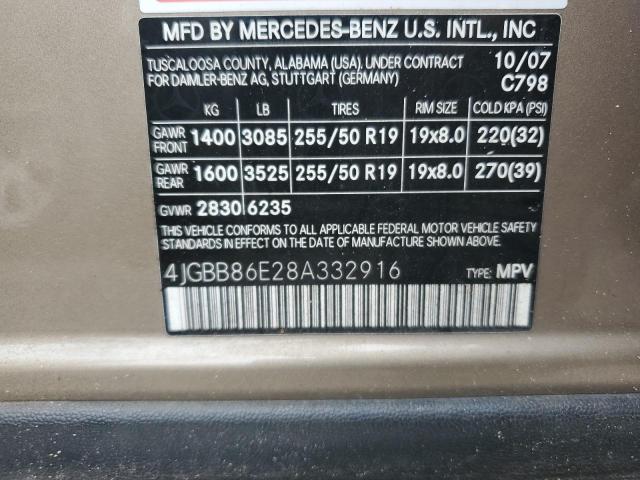 MFD BY MERCEDES-BENZ U.S. INTL., INC
TUSCALOOSA COUNTY, ALABAMA (USA). UNDER CONTRACT 10/07
FOR DAIMLER-BENZ AG, STUTTGART (GERMANY) C798
KG LB TIRES RIM SIZE COLD KPA (PSI)
GAWR FRONT 1400 3085 255/50 R19 19x8.0 220(32)
GAWR REAR 1600 3525 255/50 R19 19x8.0 270(39)
GVWR 2830 6235
THIS VEHICLE CONFORMS TO ALL APPLICABLE FEDERAL MOTOR VEHICLE SAFETY
STANDARDS IN EFFECT ON THE DATE OF MANUFACTURE SHOWN ABOVE.
4JGBB86E28A332916 TYPE: MPV